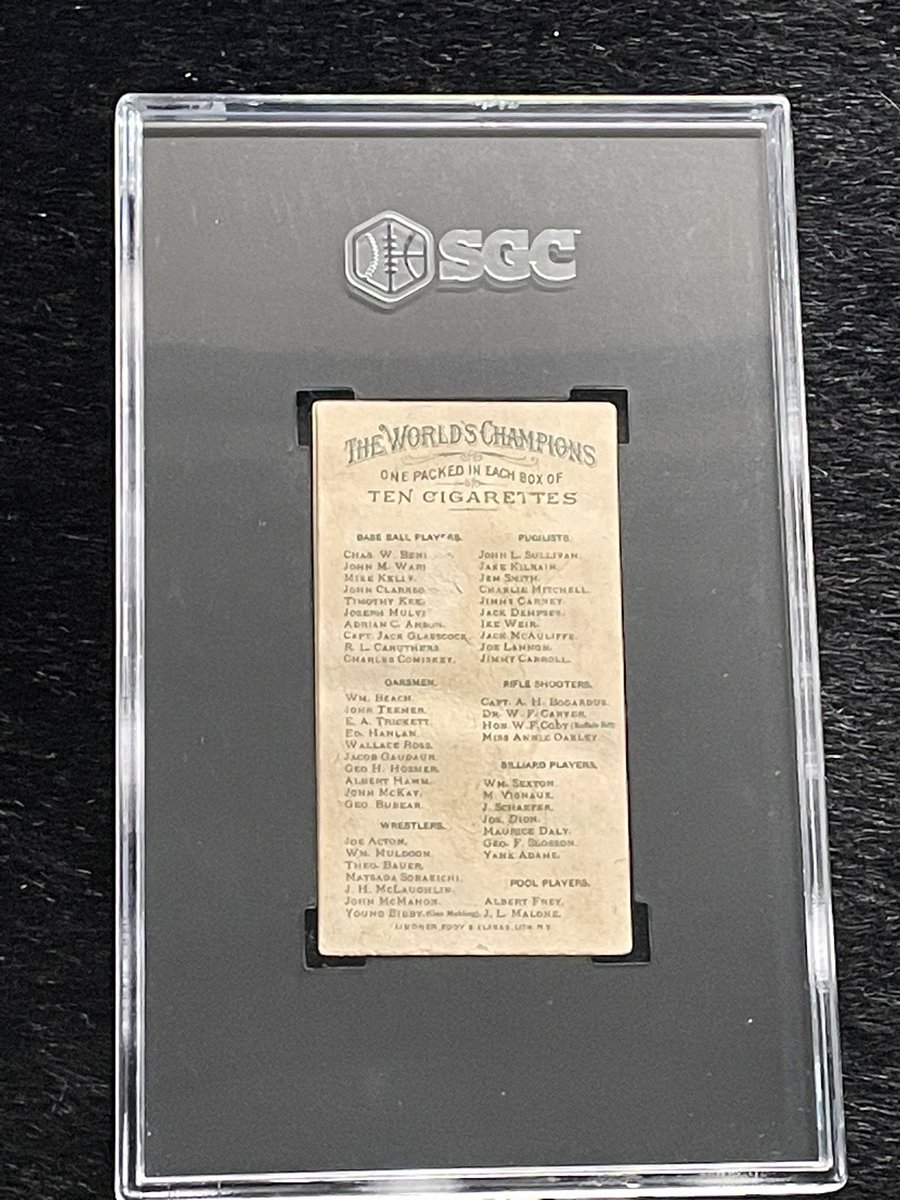 SGC
THE WORLD'S CHAMPIONS
ONE PACKED IN EACH BOX OF
TEN CIGARETTES
BASE BALL PLAYERS.
CHAS. W. BEN
JOHN M. WAR
MIKE KELLY.
JOHN CLARKSO
TIMOTHY KEE
JOSEPH MULV
ADRIAN C. ANSON.
CAPT. JACK GLASSCOCK
R. L. CARUTHERS
CHARLES COMISKEY.
OARSMEN.
WM. BEACH.
JOHN TEEMER.
E. A. TRICKETT.
ED. HANLAN.
WALLACE ROSS.
JACOB GAUDAUR.
GEO H. HOSMER.
ALBERT HAMM.
JOHN McKAY.
GEO. BUBEAR.
WRESTLERS.
JOE ACTON.
WM. MULDOON.
THEO. BAUER.
MATSADA SORAKICHI.
J. H. McLAUGHLIN.
JOHN McMAHON.
YOUNG BIBBY. (Geo Mehling).
PUGILISTS.
JOHN L. SULLIVAN.
JAKE KILRAIN.
JEM SMITH.
CHARLIE MITCHELL.
JIMMY CARNEY.
JACK DEMPSEY.
IKE WEIR.
JACK McAULIFFE.
JOE LANNON.
JIMMY CARROLL.
RIFLE SHOOTERS.
CAPT. A. H. BOGARDUS.
DR. W. F. CARVER.
HON. W. F. CODY (Buffalo Bill)
MISS ANNIE OAKLEY.
BILLIARD PLAYERS.
WM. SEXTON.
M. VIGNAUX.
J. SCHAEFER.
JOS. DION.
MAURICE DALY.
GEO. F. SLOSSON.
YANK ADAMS.
POOL PLAYERS.
ALBERT FREY.
J. L. MALONE.
LINDNER, EDDY & CLAUSS, LITH. N.Y.